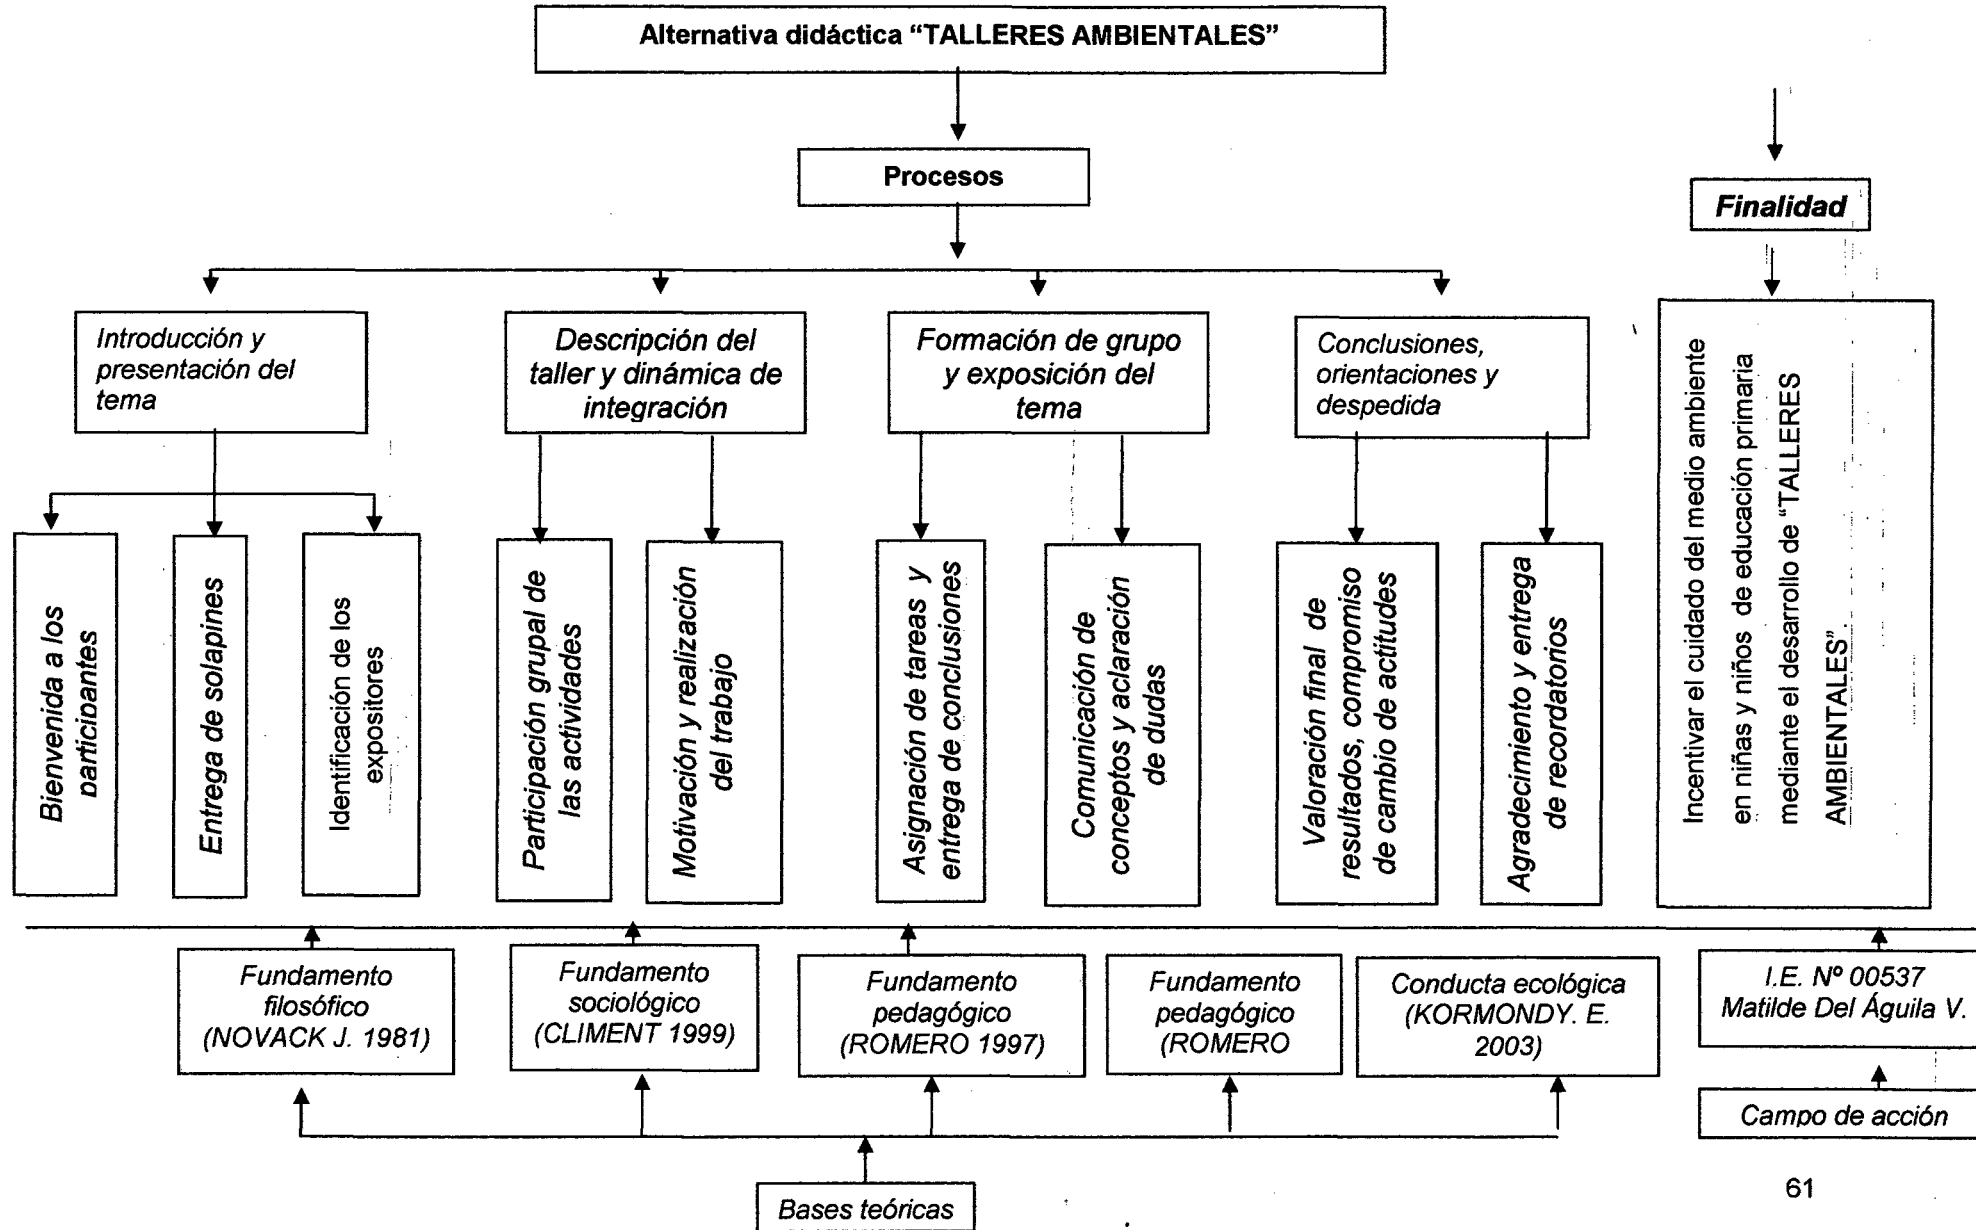 Alternativa didáctica “TALLERES AMBIENTALES”
Procesos
Finalidad
Introducción y
presentación del
tema
Descripción del
taller y dinámica de
integración
Formación de grupo
y exposición del
tema
Conclusiones,
orientaciones y
despedida
Bienvenida a los
participantes
Entrega de solapines
Identificación de los
expositores
Participación grupal de
las actividades
Motivación y realización
del trabajo
Asignación de tareas y
entrega de conclusiones
Comunicación de
conceptos y aclaración
de dudas
Valoración final de
resultados, compromiso
de cambio de actitudes
Agradecimiento y entrega
de recordatorios
Incentivar el cuidado del medio ambiente
en niñas y niños de educación primaria
mediante el desarrollo de “TALLERES
AMBIENTALES”.
Fundamento
filosófico
(NOVACK J. 1981)
Fundamento
sociológico
(CLIMENT 1999)
Fundamento
pedagógico
(ROMERO 1997)
Fundamento
pedagógico
(ROMERO
Conducta ecológica
(KORMONDY. E.
2003)
I.E. Nº 00537
Matilde Del Águila V.
Campo de acción
Bases teóricas
61